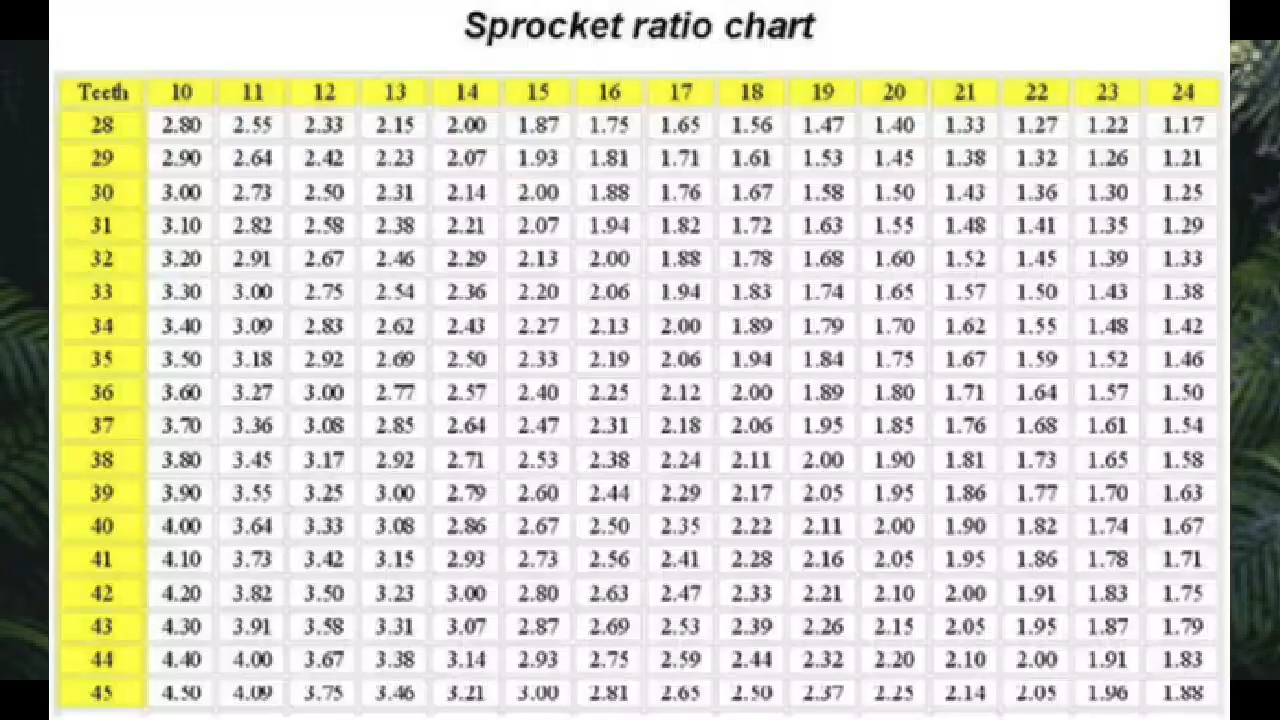 Sprocket ratio chart
Teeth 10 11 12 13 14 15 16 17 18 19 20 21 22 23 24
28 2.80 2.55 2.33 2.15 2.00 1.87 1.75 1.65 1.56 1.47 1.40 1.33 1.27 1.22 1.17
29 2.90 2.64 2.42 2.23 2.07 1.93 1.81 1.71 1.61 1.53 1.45 1.38 1.32 1.26 1.21
30 3.00 2.73 2.50 2.31 2.14 2.00 1.88 1.76 1.67 1.58 1.50 1.43 1.36 1.30 1.25
31 3.10 2.82 2.58 2.38 2.21 2.07 1.94 1.82 1.72 1.63 1.55 1.48 1.41 1.35 1.29
32 3.20 2.91 2.67 2.46 2.29 2.13 2.00 1.88 1.78 1.68 1.60 1.52 1.45 1.39 1.33
33 3.30 3.00 2.75 2.54 2.36 2.20 2.06 1.94 1.83 1.74 1.65 1.57 1.50 1.43 1.38
34 3.40 3.09 2.83 2.62 2.43 2.27 2.13 2.00 1.89 1.79 1.70 1.62 1.55 1.48 1.42
35 3.50 3.18 2.92 2.69 2.50 2.33 2.19 2.06 1.94 1.84 1.75 1.67 1.59 1.52 1.46
36 3.60 3.27 3.00 2.77 2.57 2.40 2.25 2.12 2.00 1.89 1.80 1.71 1.64 1.57 1.50
37 3.70 3.36 3.08 2.85 2.64 2.47 2.31 2.18 2.06 1.95 1.85 1.76 1.68 1.61 1.54
38 3.80 3.45 3.17 2.92 2.71 2.53 2.38 2.24 2.11 2.00 1.90 1.81 1.73 1.65 1.58
39 3.90 3.55 3.25 3.00 2.79 2.60 2.44 2.29 2.17 2.05 1.95 1.86 1.77 1.70 1.63
40 4.00 3.64 3.33 3.08 2.86 2.67 2.50 2.35 2.22 2.11 2.00 1.90 1.82 1.74 1.67
41 4.10 3.73 3.42 3.15 2.93 2.73 2.56 2.41 2.28 2.16 2.05 1.95 1.86 1.78 1.71
42 4.20 3.82 3.50 3.23 3.00 2.80 2.63 2.47 2.33 2.21 2.10 2.00 1.91 1.83 1.75
43 4.30 3.91 3.58 3.31 3.07 2.87 2.69 2.53 2.39 2.26 2.15 2.05 1.95 1.87 1.79
44 4.40 4.00 3.67 3.38 3.14 2.93 2.75 2.59 2.44 2.32 2.20 2.10 2.00 1.91 1.83
45 4.50 4.09 3.75 3.46 3.21 3.00 2.81 2.65 2.50 2.37 2.25 2.14 2.05 1.96 1.88